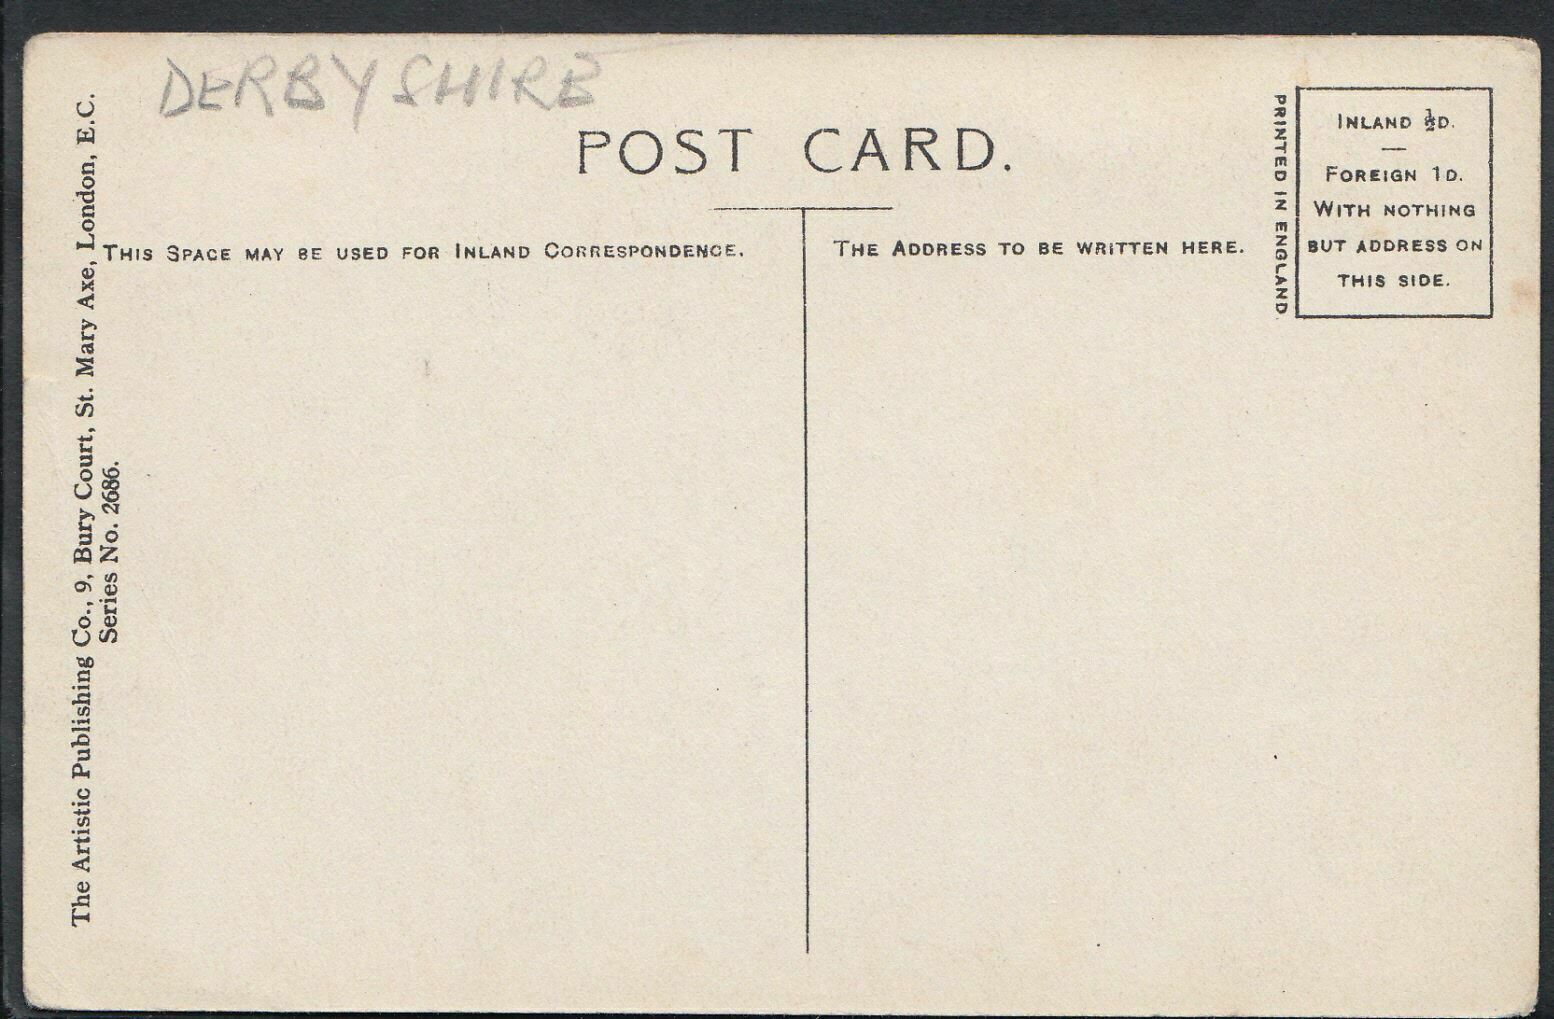 DERBYSHIRE
POST CARD.
THIS SPACE MAY BE USED FOR INLAND CORRESPONDENCE.
THE ADDRESS TO BE WRITTEN HERE.
PRINTED IN ENGLAND
INLAND ½D.
—
FOREIGN 1D.
WITH NOTHING
BUT ADDRESS ON
THIS SIDE.
The Artistic Publishing Co., 9, Bury Court, St. Mary Axe, London, E.C.
Series No. 2686.